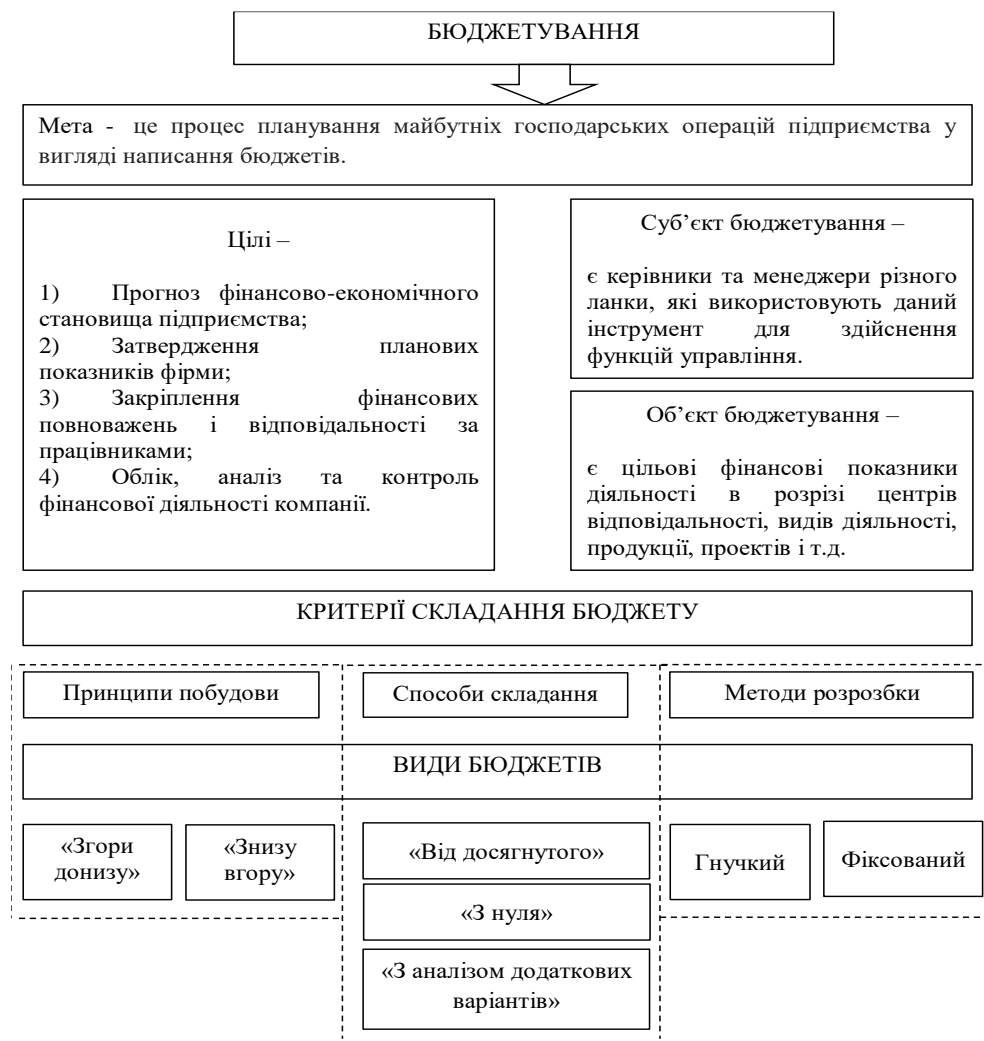 БЮДЖЕТУВАННЯ
Мета - це процес планування майбутніх господарських операцій підприємства у
вигляді написання бюджетів.
Цілі –
1) Прогноз фінансово-економічного
становища підприємства;
2) Затвердження планових
показників фірми;
3) Закріплення фінансових
повноважень і відповідальності за
працівниками;
4) Облік, аналіз та контроль
фінансової діяльності компанії.
Суб’єкт бюджетування –
є керівники та менеджери різного
ланки, які використовують даний
інструмент для здійснення
функцій управління.
Об’єкт бюджетування –
є цільові фінансові показники
діяльності в розрізі центрів
відповідальності, видів діяльності,
продукції, проектів і т.д.
КРИТЕРІЇ СКЛАДАННЯ БЮДЖЕТУ
Принципи побудови
Способи складання
Методи розрозбки
ВИДИ БЮДЖЕТІВ
«Згори
донизу»
«Знизу
вгору»
«Від досягнутого»
«З нуля»
«З аналізом додаткових
варіантів»
Гнучкий
Фіксований